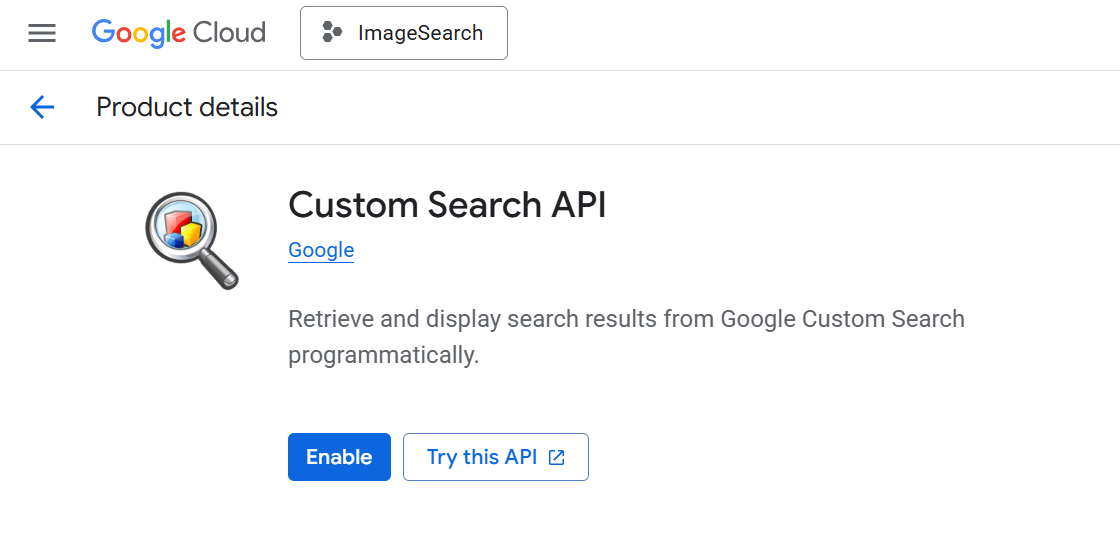 Google Cloud
ImageSearch
Product details
Custom Search API
Google
Retrieve and display search results from Google Custom Search
programmatically.
Enable
Try this API